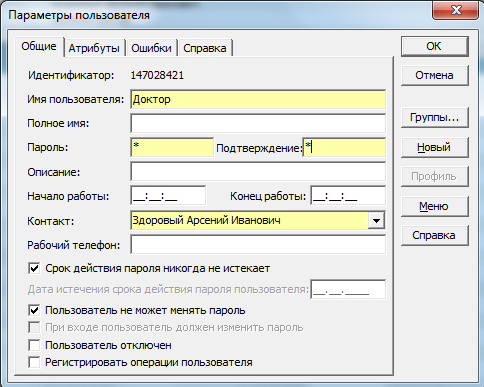 Параметры пользователя
Общие Атрибуты Ошибки Справка
ОК
Идентификатор: 147028421
Отмена
Имя пользователя: Доктор
Полное имя:
Группы...
Пароль: * Подтверждение: *
Новый
Описание:
Профиль
Начало работы: __:__:__ Конец работы: __:__:__
Меню
Контакт: Здоровый Арсений Иванович
Справка
Рабочий телефон:
Срок действия пароля никогда не истекает
Дата истечения срока действия пароля пользователя: __.__.____
Пользователь не может менять пароль
При входе пользователь должен изменить пароль
Пользователь отключен
Регистрировать операции пользователя